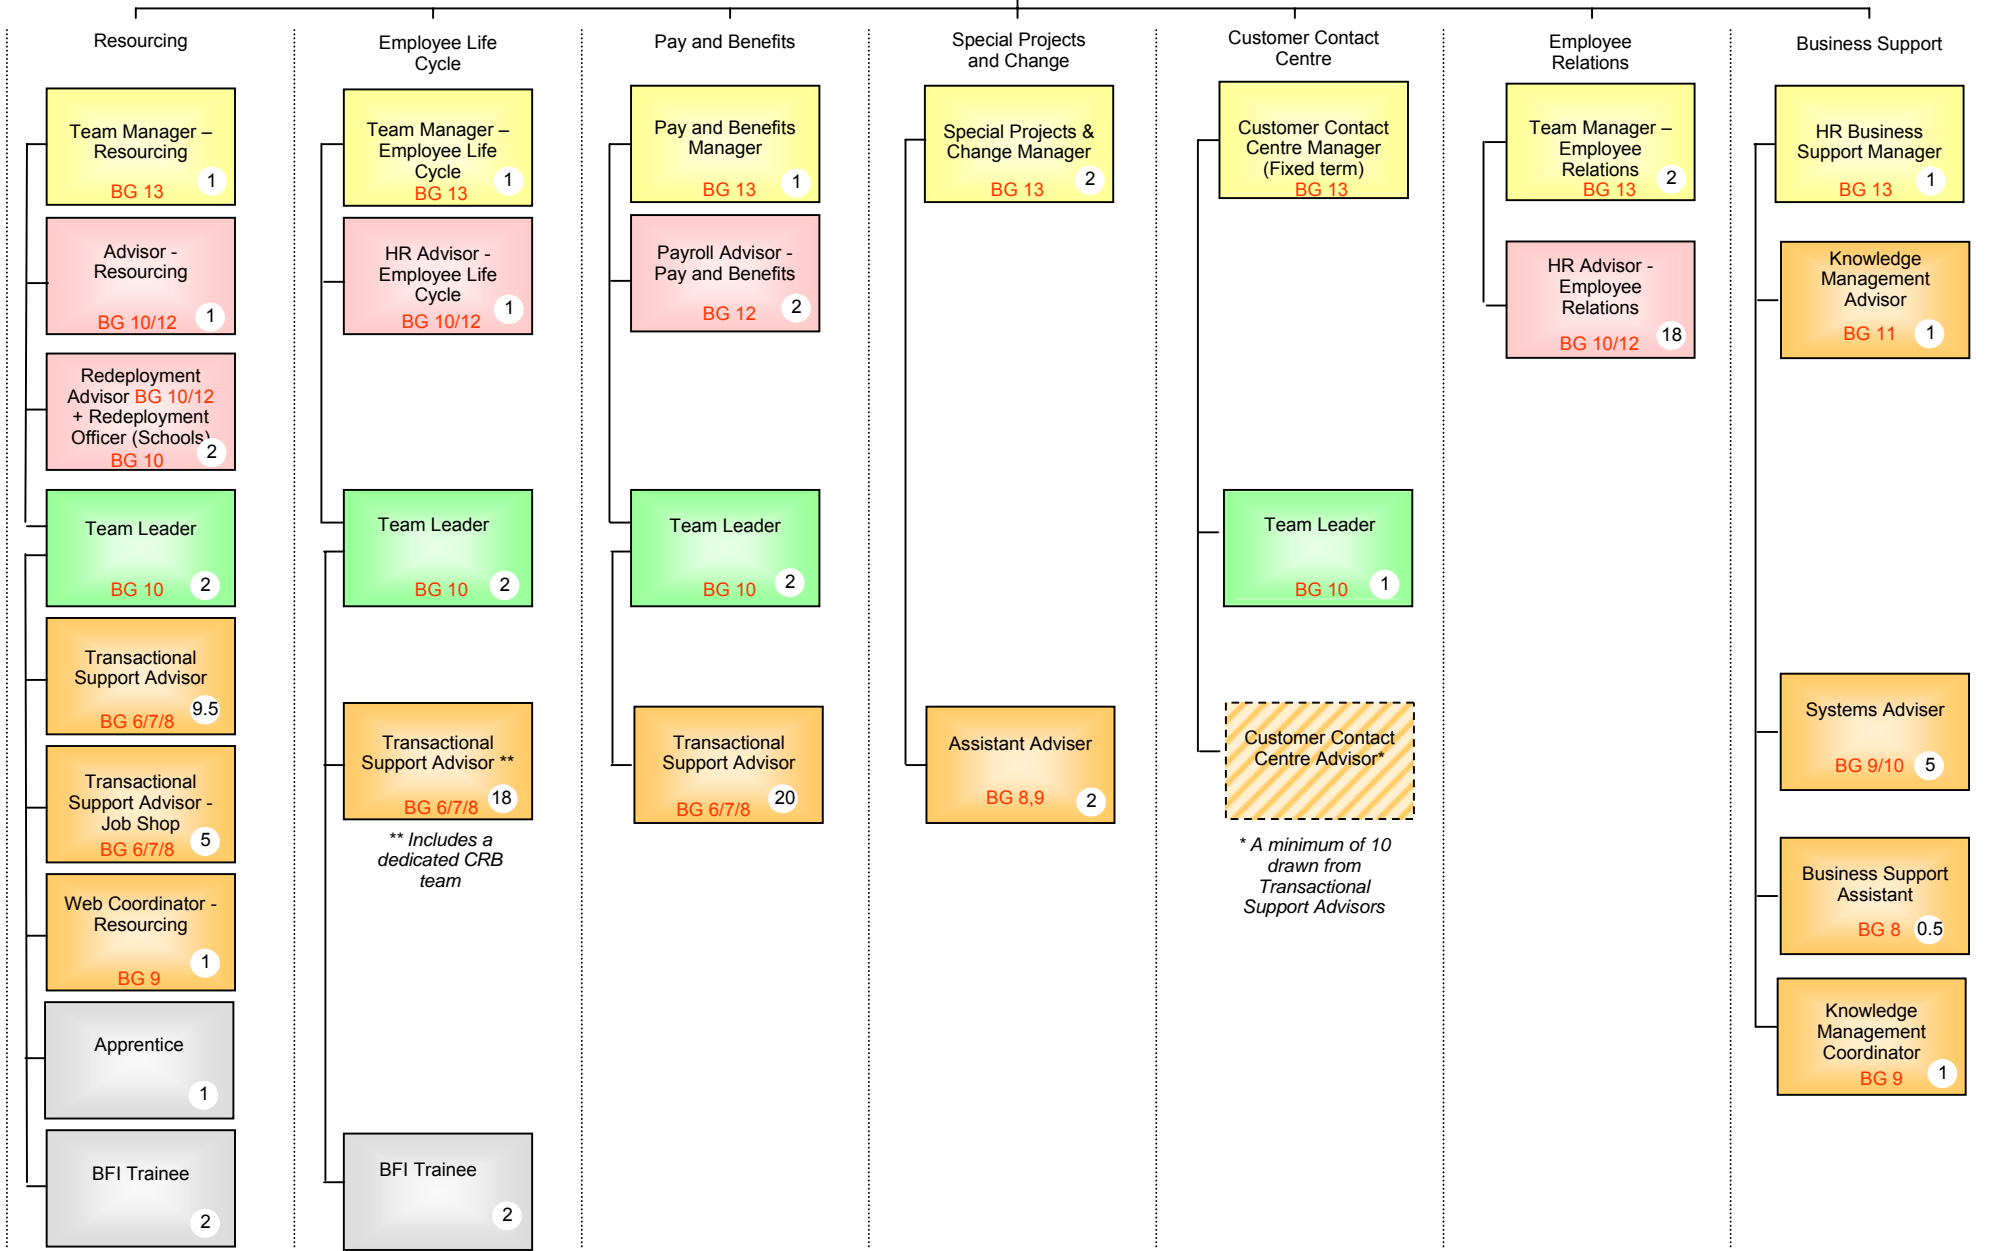 Resourcing
Team Manager –
Resourcing
1
BG 13
Advisor -
Resourcing
BG 10/12
1
Redeployment
Advisor BG 10/12
+ Redeployment
Officer (Schools)
2
BG 10
Team Leader
BG 10
2
Transactional
Support Advisor
9.5
BG 6/7/8
Transactional
Support Advisor -
Job Shop
5
BG 6/7/8
Web Coordinator -
Resourcing
1
BG 9
Apprentice
1
BFI Trainee
2
Employee Life
Cycle
Team Manager –
Employee Life
Cycle
1
BG 13
HR Advisor -
Employee Life
Cycle
1
BG 10/12
Team Leader
BG 10
2
Transactional
Support Advisor **
BG 6/7/8
18
** Includes a
dedicated CRB
team
BFI Trainee
2
Pay and Benefits
Pay and Benefits
Manager
BG 13
1
Payroll Advisor -
Pay and Benefits
BG 12
2
Team Leader
BG 10
2
Transactional
Support Advisor
20
BG 6/7/8
Special Projects
and Change
Special Projects &
Change Manager
BG 13
2
Assistant Adviser
BG 8,9
2
Customer Contact
Centre
Customer Contact
Centre Manager
(Fixed term)
BG 13
Team Leader
BG 10
1
Customer Contact
Centre Advisor*
* A minimum of 10
drawn from
Transactional
Support Advisors
Employee
Relations
Team Manager –
Employee
Relations
2
BG 13
HR Advisor -
Employee
Relations
18
BG 10/12
Business Support
HR Business
Support Manager
BG 13
1
Knowledge
Management
Advisor
BG 11
1
Systems Adviser
BG 9/10
5
Business Support
Assistant
BG 8
0.5
Knowledge
Management
Coordinator
1
BG 9